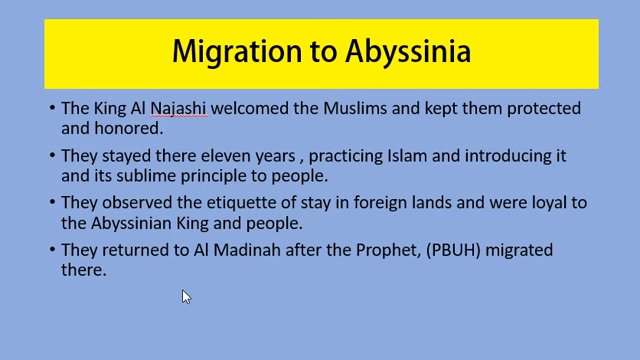 Migration to Abyssinia
• The King Al Najashi welcomed the Muslims and kept them protected
and honored.
• They stayed there eleven years , practicing Islam and introducing it
and its sublime principle to people.
• They observed the etiquette of stay in foreign lands and were loyal to
the Abyssinian King and people.
• They returned to Al Madinah after the Prophet, (PBUH) migrated
there.